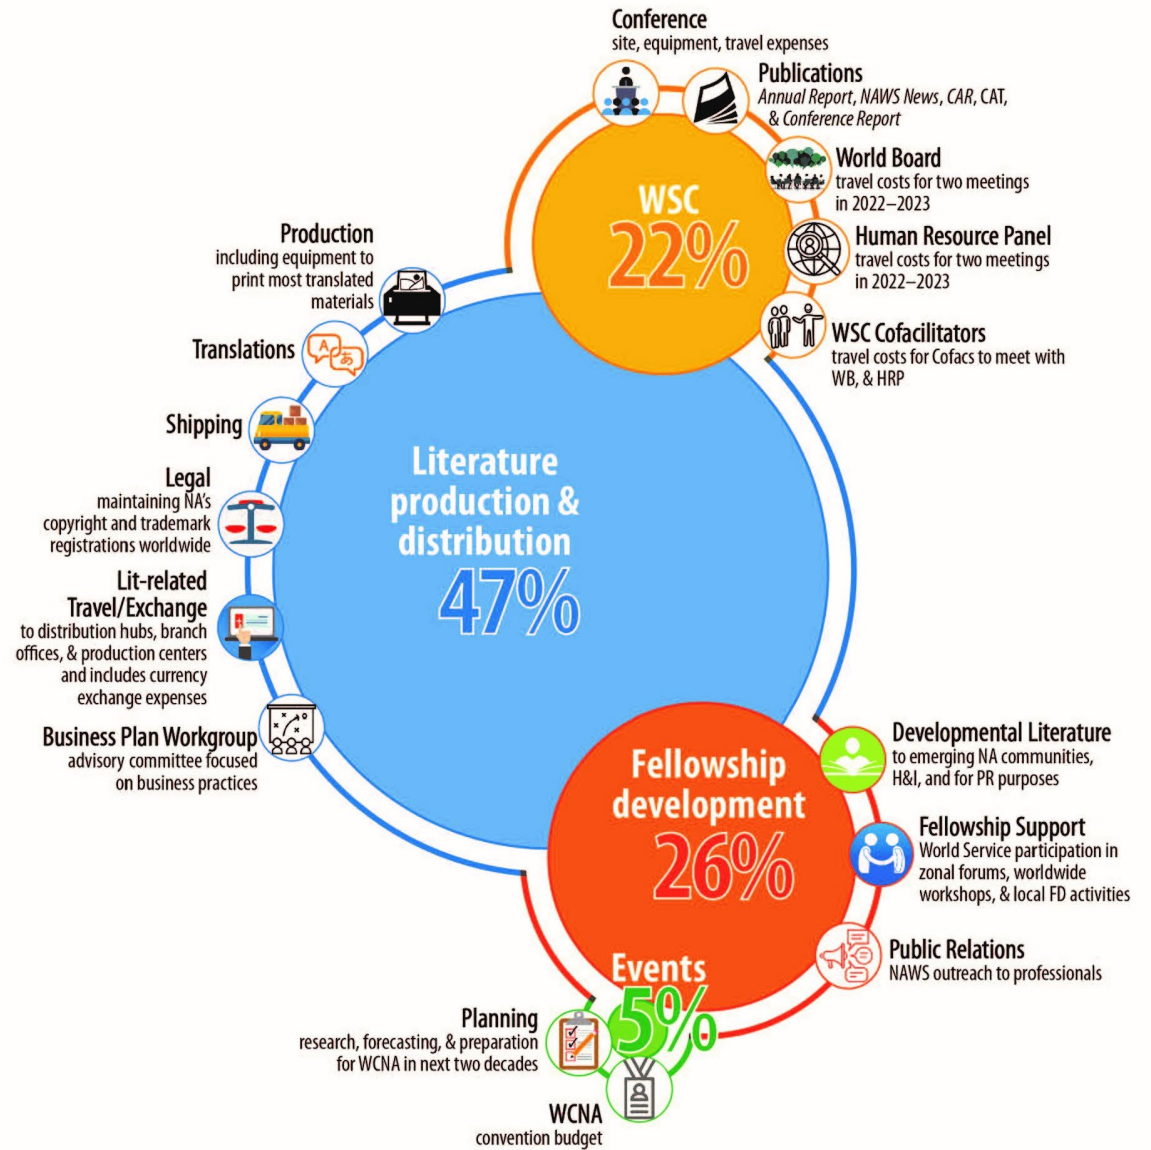 Conference
site, equipment, travel expenses
Publications
Annual Report, NAWS News, CAR, CAT,
& Conference Report
World Board
travel costs for two meetings
in 2022–2023
Human Resource Panel
travel costs for two meetings
in 2022–2023
WSC Cofacilitators
travel costs for Cofacs to meet with
WB, & HRP
WSC
22%
Production
including equipment to
print most translated
materials
Translations
A
あ
Shipping
Legal
maintaining NA's
copyright and trademark
registrations worldwide
Lit-related
Travel/Exchange
to distribution hubs, branch
offices, & production centers
and includes currency
exchange expenses
Business Plan Workgroup
advisory committee focused
on business practices
Literature
production &
distribution
47%
Fellowship
development
26%
Developmental Literature
to emerging NA communities,
H&I, and for PR purposes
Fellowship Support
World Service participation in
zonal forums, worldwide
workshops, & local FD activities
Public Relations
NAWS outreach to professionals
Events
5%
Planning
research, forecasting, & preparation
for WCNA in next two decades
WCNA
convention budget